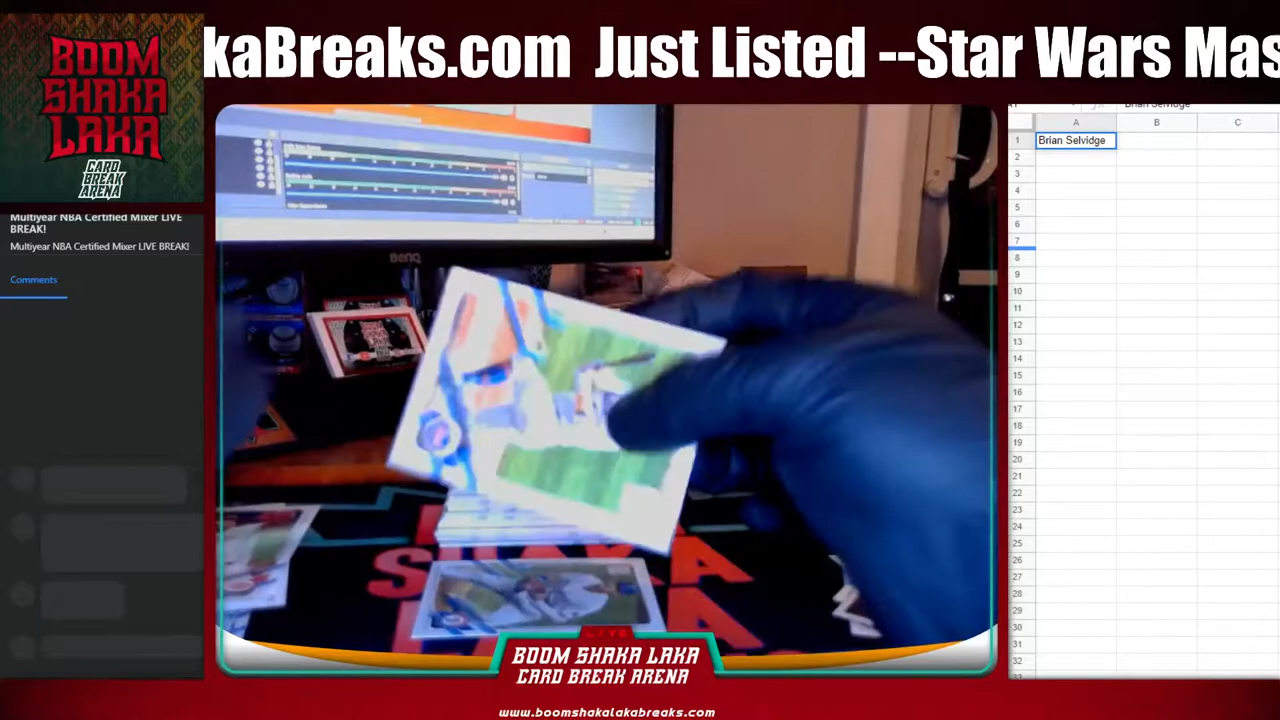 kaBreaks.com Just Listed --Star Wars Mas
BOOM
SHAKA
LAKA
CARD
BREAK
ARENA
Multiyear NBA Certified Mixer LIVE
BREAK!
Multiyear NBA Certified Mixer LIVE BREAK!
Comments
BenQ
SHAKA
LIVE
BOOM SHAKA LAKA
CARD BREAK ARENA
www.boomshakalakabreaks.com
Brian Selvidge
A B C
1 Brian Selvidge
2
3
4
5
6
7
8
9
10
11
12
13
14
15
16
17
18
19
20
21
22
23
24
25
26
27
28
29
30
31
32